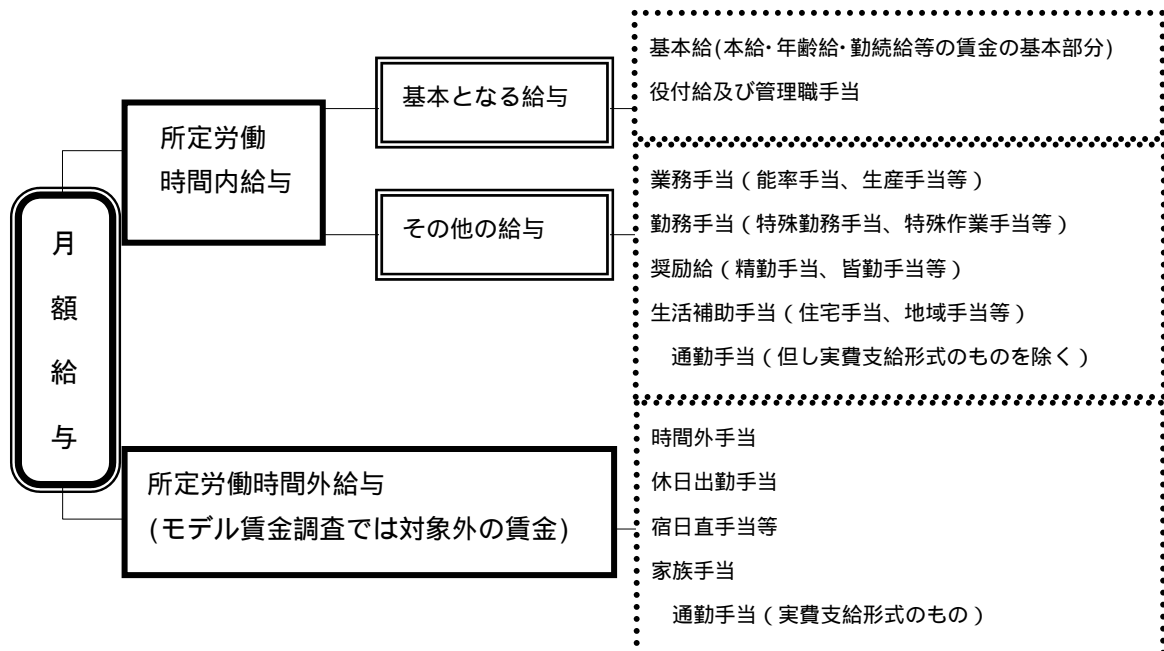 月額給与
所定労働
時間内給与
基本となる給与
基本給(本給・年齢給・勤続給等の賃金の基本部分)
役付給及び管理職手当
その他の給与
業務手当(能率手当、生産手当等)
勤務手当(特殊勤務手当、特殊作業手当等)
奨励給(精勤手当、皆勤手当等)
生活補助手当(住宅手当、地域手当等)
通勤手当(但し実費支給形式のものを除く)
所定労働時間外給与
(モデル賃金調査では対象外の賃金)
時間外手当
休日出勤手当
宿日直手当等
家族手当
通勤手当(実費支給形式のもの)